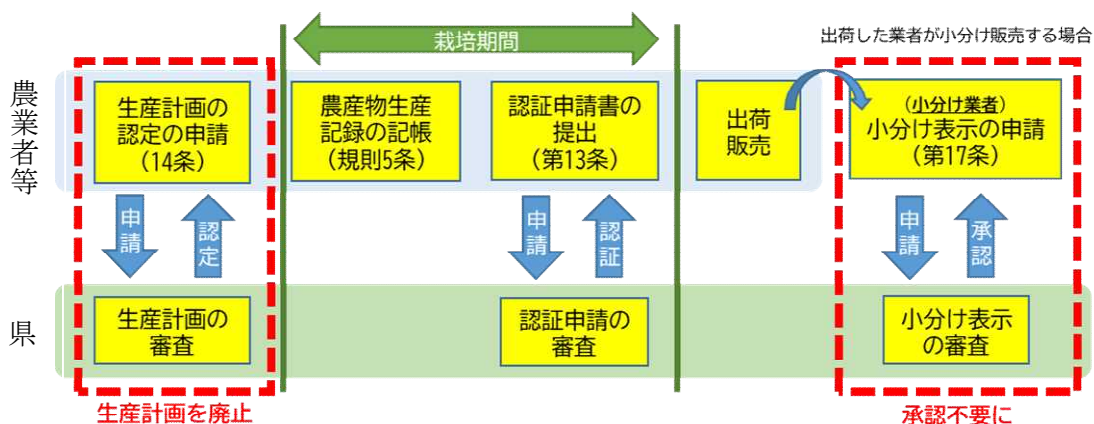 栽培期間
出荷した業者が小分け販売する場合
農業者等
生産計画の
認定の申請
(14条)
農産物生産
記録の記帳
(規則5条)
認証申請書の
提出
(第13条)
出荷
販売
(小分け業者)
小分け表示の申請
(第17条)
申請
認定
申請
認証
申請
承認
県
生産計画の
審査
認証申請の
審査
小分け表示
の審査
生産計画を廃止
承認不要に